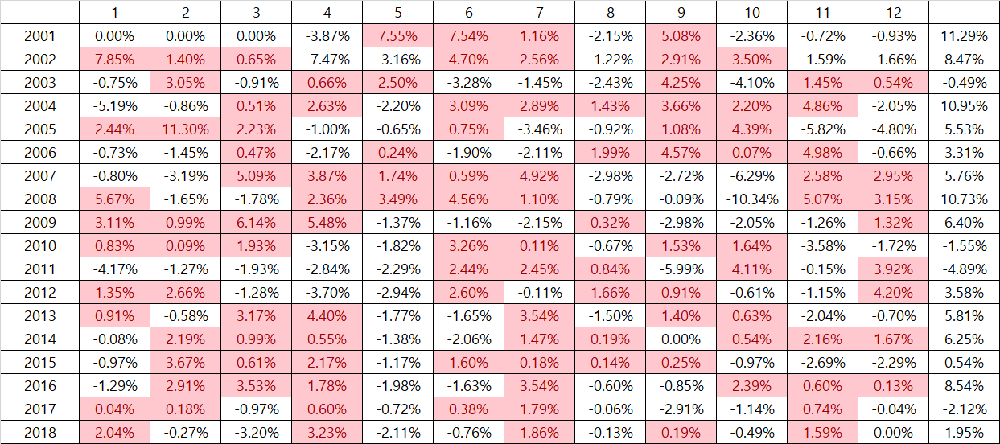 1 2 3 4 5 6 7 8 9 10 11 12
2001 0.00% 0.00% 0.00% -3.87% 7.55% 7.54% 1.16% -2.15% 5.08% -2.36% -0.72% -0.93% 11.29%
2002 7.85% 1.40% 0.65% -7.47% -3.16% 4.70% 2.56% -1.22% 2.91% 3.50% -1.59% -1.66% 8.47%
2003 -0.75% 3.05% -0.91% 0.66% 2.50% -3.28% -1.45% -2.43% 4.25% -4.10% 1.45% 0.54% -0.49%
2004 -5.19% -0.86% 0.51% 2.63% -2.20% 3.09% 2.89% 1.43% 3.66% 2.20% 4.86% -2.05% 10.95%
2005 2.44% 11.30% 2.23% -1.00% -0.65% 0.75% -3.46% -0.92% 1.08% 4.39% -5.82% -4.80% 5.53%
2006 -0.73% -1.45% 0.47% -2.17% 0.24% -1.90% -2.11% 1.99% 4.57% 0.07% 4.98% -0.66% 3.31%
2007 -0.80% -3.19% 5.09% 3.87% 1.74% 0.59% 4.92% -2.98% -2.72% -6.29% 2.58% 2.95% 5.76%
2008 5.67% -1.65% -1.78% 2.36% 3.49% 4.56% 1.10% -0.79% -0.09% -10.34% 5.07% 3.15% 10.73%
2009 3.11% 0.99% 6.14% 5.48% -1.37% -1.16% -2.15% 0.32% -2.98% -2.05% -1.26% 1.32% 6.40%
2010 0.83% 0.09% 1.93% -3.15% -1.82% 3.26% 0.11% -0.67% 1.53% 1.64% -3.58% -1.72% -1.55%
2011 -4.17% -1.27% -1.93% -2.84% -2.29% 2.44% 2.45% 0.84% -5.99% 4.11% -0.15% 3.92% -4.89%
2012 1.35% 2.66% -1.28% -3.70% -2.94% 2.60% -0.11% 1.66% 0.91% -0.61% -1.15% 4.20% 3.58%
2013 0.91% -0.58% 3.17% 4.40% -1.77% -1.65% 3.54% -1.50% 1.40% 0.63% -2.04% -0.70% 5.81%
2014 -0.08% 2.19% 0.99% 0.55% -1.38% -2.06% 1.47% 0.19% 0.00% 0.54% 2.16% 1.67% 6.25%
2015 -0.97% 3.67% 0.61% 2.17% -1.17% 1.60% 0.18% 0.14% 0.25% -0.97% -2.69% -2.29% 0.54%
2016 -1.29% 2.91% 3.53% 1.78% -1.98% -1.63% 3.54% -0.60% -0.85% 2.39% 0.60% 0.13% 8.54%
2017 0.04% 0.18% -0.97% 0.60% -0.72% 0.38% 1.79% -0.06% -2.91% -1.14% 0.74% -0.04% -2.12%
2018 2.04% -0.27% -3.20% 3.23% -2.11% -0.76% 1.86% -0.13% 0.19% -0.49% 1.59% 0.00% 1.95%